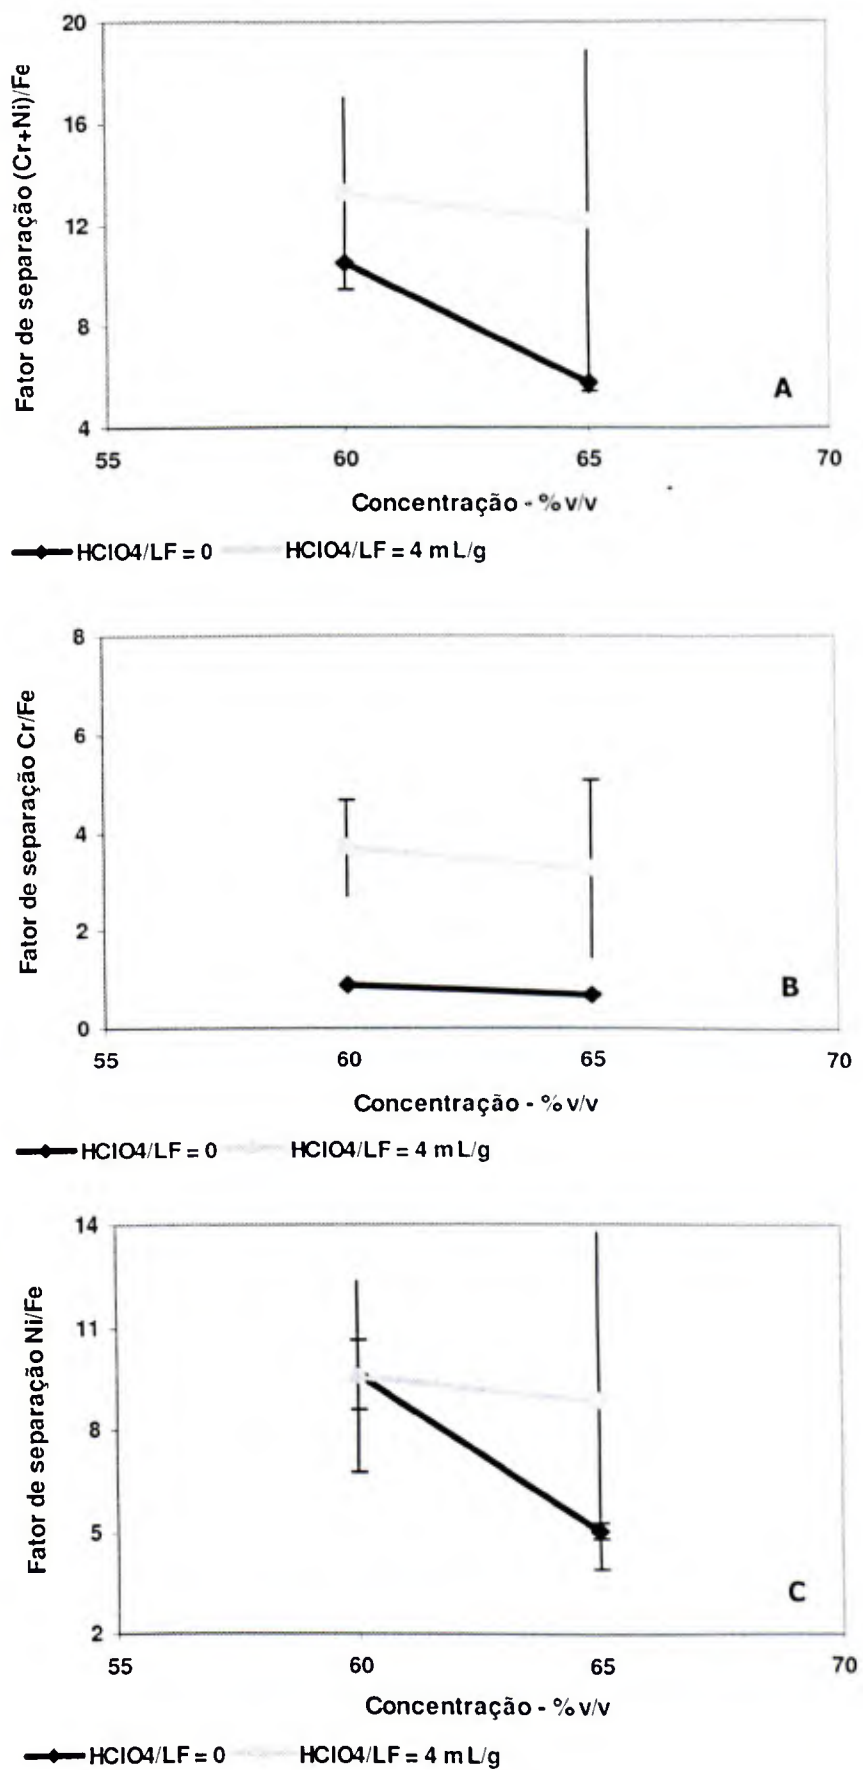 Fator de separação (Cr+Ni)/Fe
20
16
12
8
4
55 60 65 70
A
Concentração - % v/v
HClO4/LF = 0 HClO4/LF = 4 mL/g
Fator de separação Cr/Fe
8
6
4
2
0
55 60 65 70
B
Concentração - % v/v
HClO4/LF = 0 HClO4/LF = 4 mL/g
Fator de separação Ni/Fe
14
11
8
5
2
55 60 65 70
C
Concentração - % v/v
HClO4/LF = 0 HClO4/LF = 4 mL/g